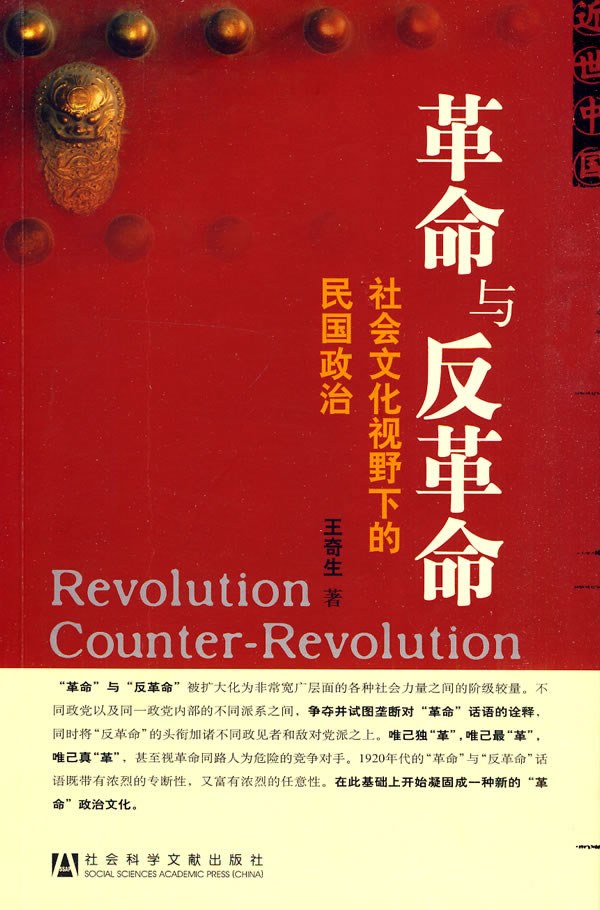 近世中国
革命与反革命
社会文化视野下的
民国政治
王奇生 著
Revolution
Counter-Revolution
“革命”与“反革命”被扩大化为非常宽广层面的各种社会力量之间的阶级较量。不
同政党以及同一政党内部的不同派系之间，争夺并试图垄断对“革命”话语的诠释，
同时将“反革命”的头衔加诸不同政见者和敌对党派之上。唯己独“革”，唯己最“革”，
唯己真“革”，甚至视革命同路人为危险的竞争对手。1920年代的“革命”与“反革命”话
语既带有浓烈的专断性，又富有浓烈的任意性。在此基础上开始凝固成一种新的“革
命”政治文化。
SSAP
社会科学文献出版社
SOCIAL SCIENCES ACADEMIC PRESS (CHINA)